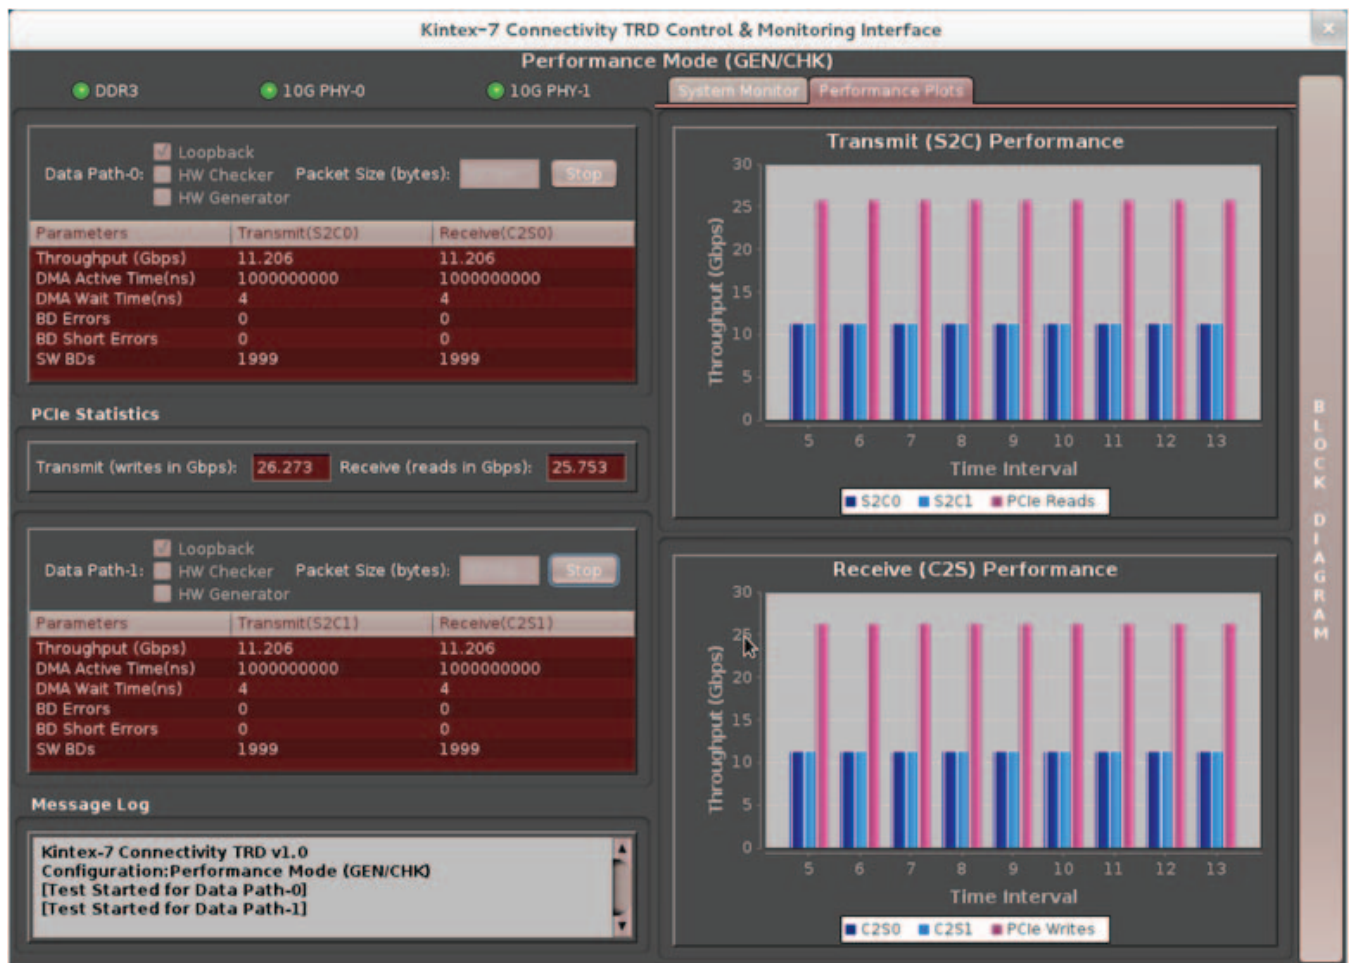 Kintex-7 Connectivity TRD Control & Monitoring Interface
Performance Mode (GEN/CHK)
DDR3 10G PHY-0 10G PHY-1
System Monitor Performance Plots
Data Path-0:
Loopback
HW Checker
HW Generator
Packet Size (bytes): Stop
Parameters Transmit(S2C0) Receive(C2S0)
Throughput (Gbps) 11.206 11.206
DMA Active Time(ns) 1000000000 1000000000
DMA Wait Time(ns) 4 4
BD Errors 0 0
BD Short Errors 0 0
SW BDs 1999 1999
PCIe Statistics
Transmit (writes in Gbps): 26.273 Receive (reads in Gbps): 25.753
Data Path-1:
Loopback
HW Checker
HW Generator
Packet Size (bytes): Stop
Parameters Transmit(S2C1) Receive(C2S1)
Throughput (Gbps) 11.206 11.206
DMA Active Time(ns) 1000000000 1000000000
DMA Wait Time(ns) 4 4
BD Errors 0 0
BD Short Errors 0 0
SW BDs 1999 1999
Message Log
Kintex-7 Connectivity TRD v1.0
Configuration:Performance Mode (GEN/CHK)
[Test Started for Data Path-0]
[Test Started for Data Path-1]
Transmit (S2C) Performance
Throughput (Gbps)
30
25
20
15
10
5
0
5 6 7 8 9 10 11 12 13
Time Interval
S2C0 S2C1 PCIe Reads
Receive (C2S) Performance
Throughput (Gbps)
30
25
20
15
10
5
0
5 6 7 8 9 10 11 12 13
Time Interval
C2S0 C2S1 PCIe Writes
BLOCK DIAGRAM